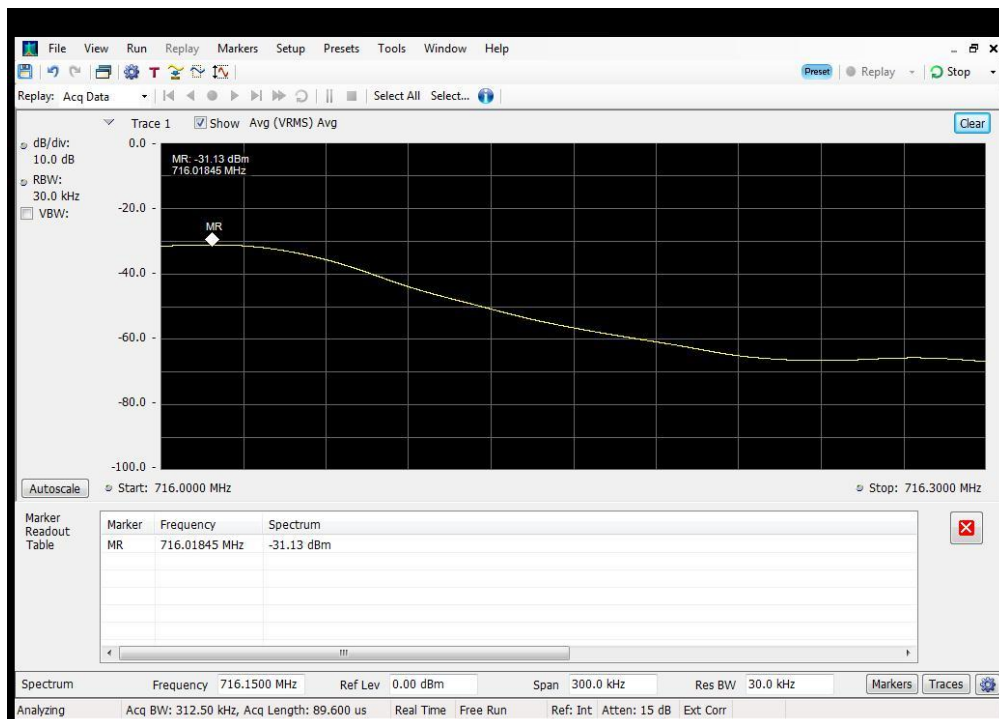 File View Run Replay Markers Setup Presets Tools Window Help
T Preset Replay Stop
Replay: Acq Data Select All Select...
Trace 1 Show Avg (VRMS) Avg Clear
dB/div:
10.0 dB
RBW:
30.0 kHz
VBW:
0.0
MR: -31.13 dBm
716.01845 MHz
-20.0
MR
-40.0
-60.0
-80.0
-100.0
Autoscale Start: 716.0000 MHz Stop: 716.3000 MHz
Marker
Readout
Table
Marker Frequency Spectrum
MR 716.01845 MHz -31.13 dBm
Spectrum Frequency 716.1500 MHz Ref Lev 0.00 dBm Span 300.0 kHz Res BW 30.0 kHz Markers Traces
Analyzing Acq BW: 312.50 kHz, Acq Length: 89.600 us Real Time Free Run Ref: Int Atten: 15 dB Ext Corr